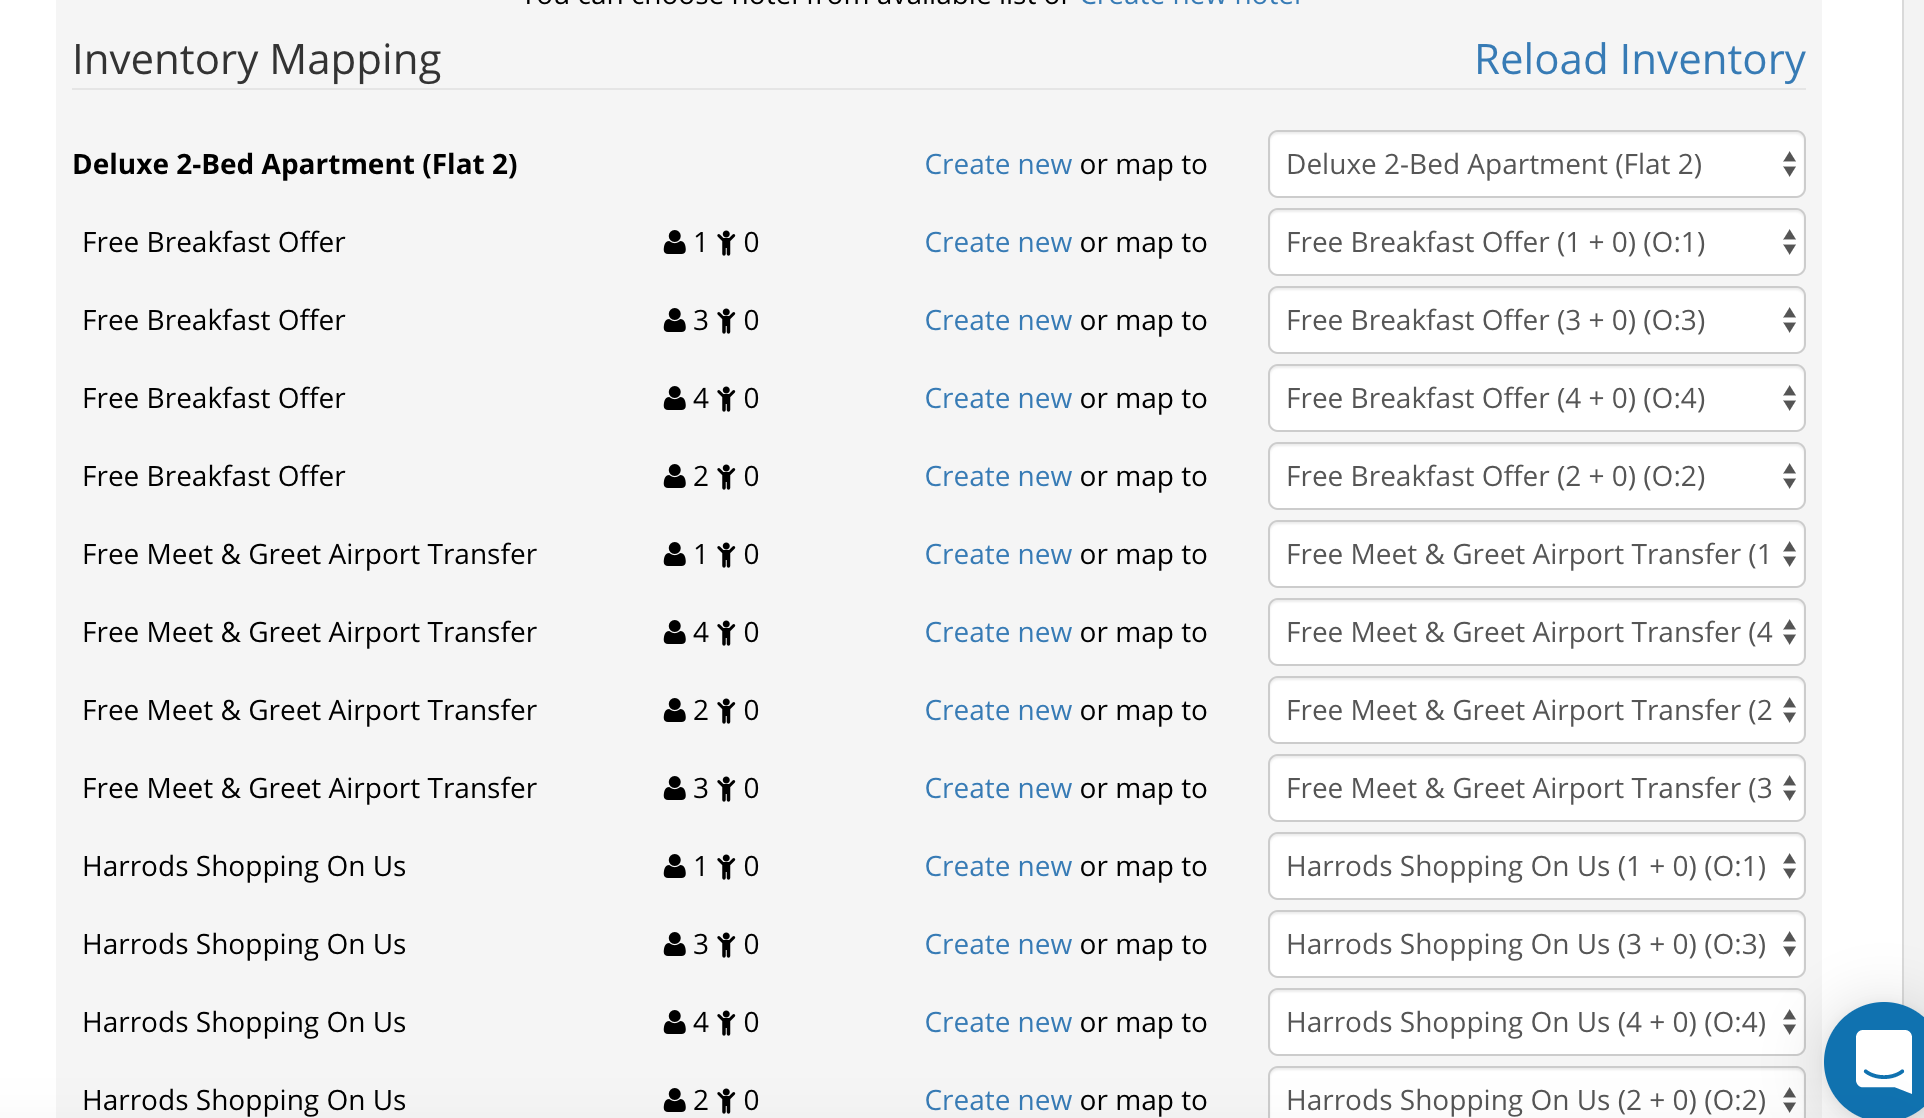 You can choose hotel from available list or Create new hotel
Inventory Mapping Reload Inventory
Deluxe 2-Bed Apartment (Flat 2) Create new or map to Deluxe 2-Bed Apartment (Flat 2)
Free Breakfast Offer 1 0 Create new or map to Free Breakfast Offer (1 + 0) (O:1)
Free Breakfast Offer 3 0 Create new or map to Free Breakfast Offer (3 + 0) (O:3)
Free Breakfast Offer 4 0 Create new or map to Free Breakfast Offer (4 + 0) (O:4)
Free Breakfast Offer 2 0 Create new or map to Free Breakfast Offer (2 + 0) (O:2)
Free Meet & Greet Airport Transfer 1 0 Create new or map to Free Meet & Greet Airport Transfer (1
Free Meet & Greet Airport Transfer 4 0 Create new or map to Free Meet & Greet Airport Transfer (4
Free Meet & Greet Airport Transfer 2 0 Create new or map to Free Meet & Greet Airport Transfer (2
Free Meet & Greet Airport Transfer 3 0 Create new or map to Free Meet & Greet Airport Transfer (3
Harrods Shopping On Us 1 0 Create new or map to Harrods Shopping On Us (1 + 0) (O:1)
Harrods Shopping On Us 3 0 Create new or map to Harrods Shopping On Us (3 + 0) (O:3)
Harrods Shopping On Us 4 0 Create new or map to Harrods Shopping On Us (4 + 0) (O:4)
Harrods Shopping On Us 2 0 Create new or map to Harrods Shopping On Us (2 + 0) (O:2)